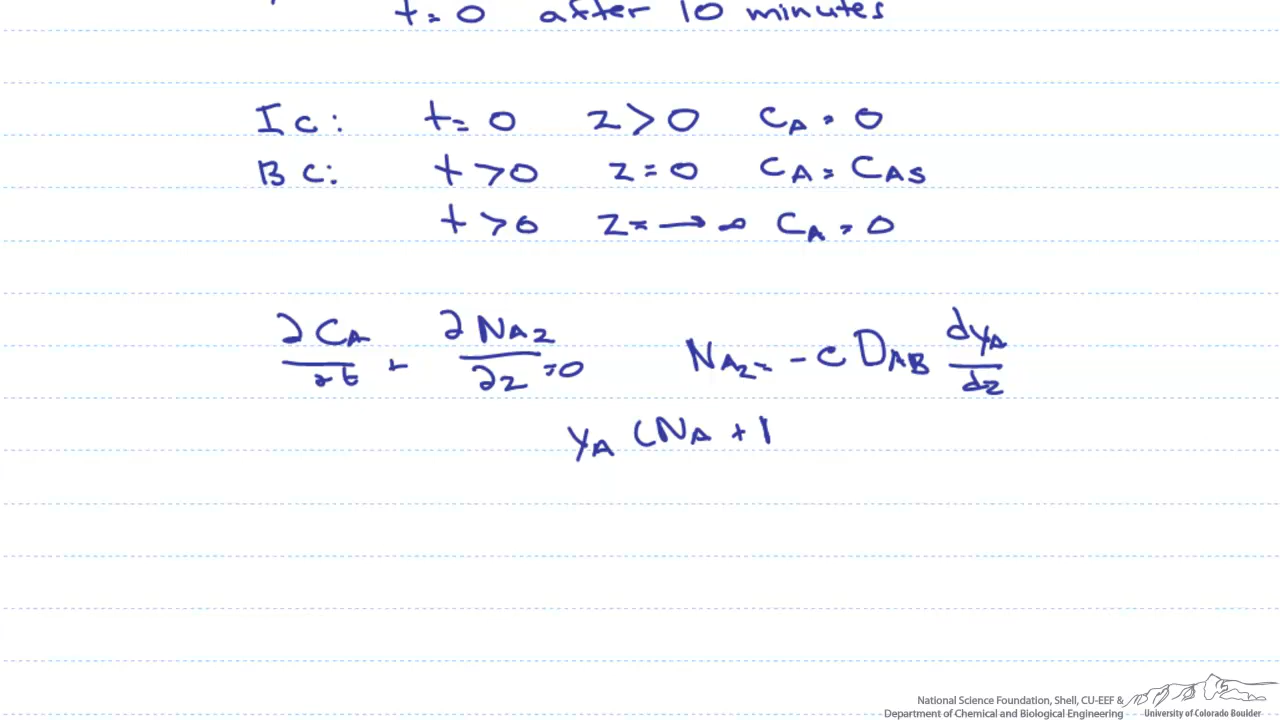 t = 0 after 10 minutes
IC: t = 0 z > 0 CA = 0
BC: t > 0 z = 0 CA = CAS
t > 0 z = → ∞ CA = 0
∂CA/∂t + ∂NAZ/∂z = 0 NAZ = - c DAB dyA/dz
yA (NA +
National Science Foundation, Shell, CU-EEF &
Department of Chemical and Biological Engineering University of Colorado Boulder